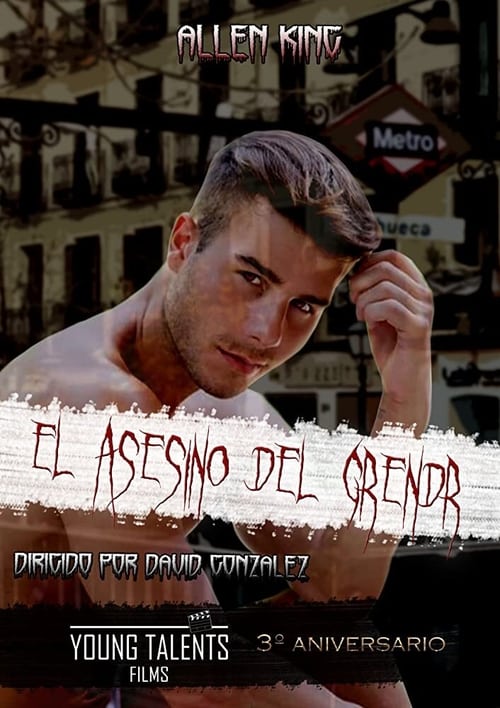 ALLEN KING
Metro
hueca
EL ASESINO DEL GRENDR
DIRIGIDO POR DAVID GONZALEZ
YOUNG TALENTS
FILMS
3º ANIVERSARIO